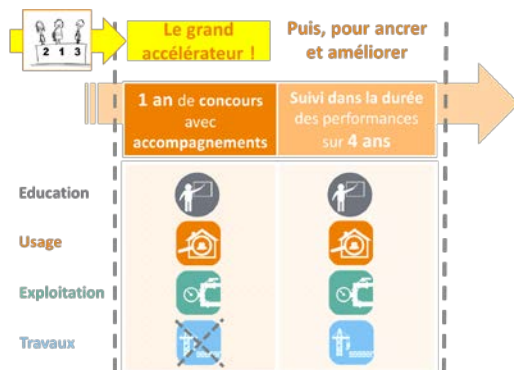 2 1 3
Le grand
accélérateur !
Puis, pour ancrer
et améliorer
1 an de concours
avec
accompagnements
Suivi dans la durée
des performances
sur 4 ans
Education
Usage
Exploitation
Travaux